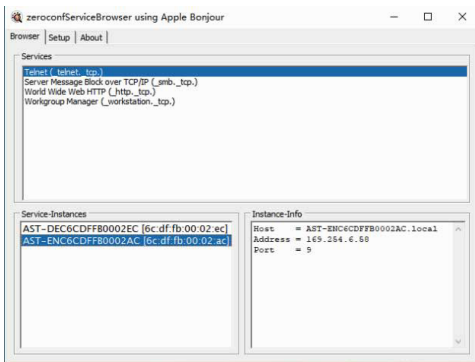 zeroconfServiceBrowser using Apple Bonjour
Browser Setup About
Services
Telnet (_telnet._tcp.)
Server Message Block over TCP/IP (_smb._tcp.)
World Wide Web HTTP (_http._tcp.)
Workgroup Manager (_workstation._tcp.)
Service-Instances
AST-DEC6CDFFB0002EC [6c:df:fb:00:02:ec]
AST-ENC6CDFFB0002AC [6c:df:fb:00:02:ac]
Instance-Info
Host = AST-ENC6CDFFB0002AC.local
Address = 169.254.6.58
Port = 9